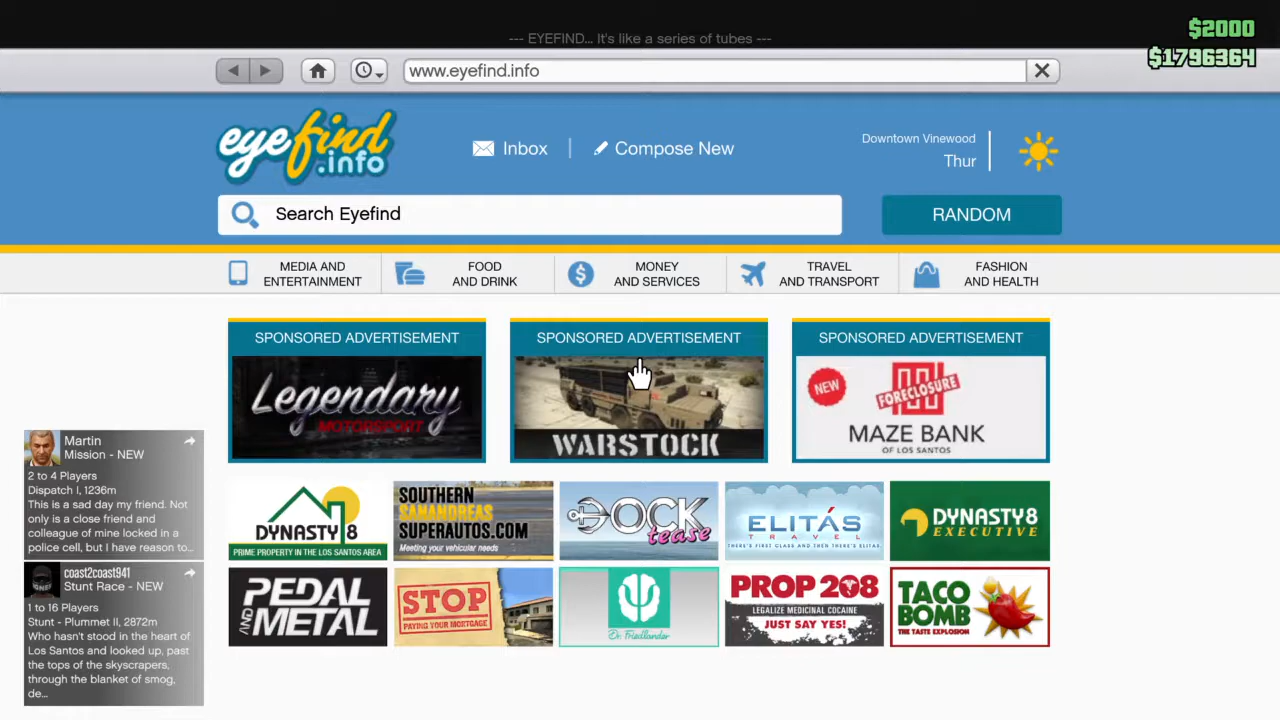 --- EYEFIND... It's like a series of tubes ---
$2000
$1796364
www.eyefind.info
eyefind.info
Inbox
Compose New
Downtown Vinewood
Thur
Search Eyefind
RANDOM
MEDIA AND
ENTERTAINMENT
FOOD
AND DRINK
MONEY
AND SERVICES
TRAVEL
AND TRANSPORT
FASHION
AND HEALTH
SPONSORED ADVERTISEMENT
Legendary
MOTORSPORT
SPONSORED ADVERTISEMENT
WARSTOCK
SPONSORED ADVERTISEMENT
NEW
FORECLOSURE
MAZE BANK
OF LOS SANTOS
Martin
Mission - NEW
2 to 4 Players
Dispatch I, 1236m
This is a sad day my friend. Not
only is a close friend and
colleague of mine locked in a
police cell, but I have reason to...
coast2coast941
Stunt Race - NEW
1 to 16 Players
Stunt - Plummet II, 2872m
Who hasn't stood in the heart of
Los Santos and looked up, past
the tops of the skyscrapers,
through the blanket of smog,
de...
DYNASTY 8
PRIME PROPERTY IN THE LOS SANTOS AREA
SOUTHERN
SANANDREAS
SUPERAUTOS.COM
Meeting your vehicular needs
DOCK
tease
ELITÁS
TRAVEL
THERE'S FIRST CLASS AND THEN THERE'S ELITAS
DYNASTY 8
EXECUTIVE
PEDAL
AND
METAL
STOP
PAYING YOUR MORTGAGE
Dr. Friedlander
PROP 208
LEGALIZE MEDICINAL COCAINE
JUST SAY YES!
TACO
BOMB
THE TASTE EXPLOSION